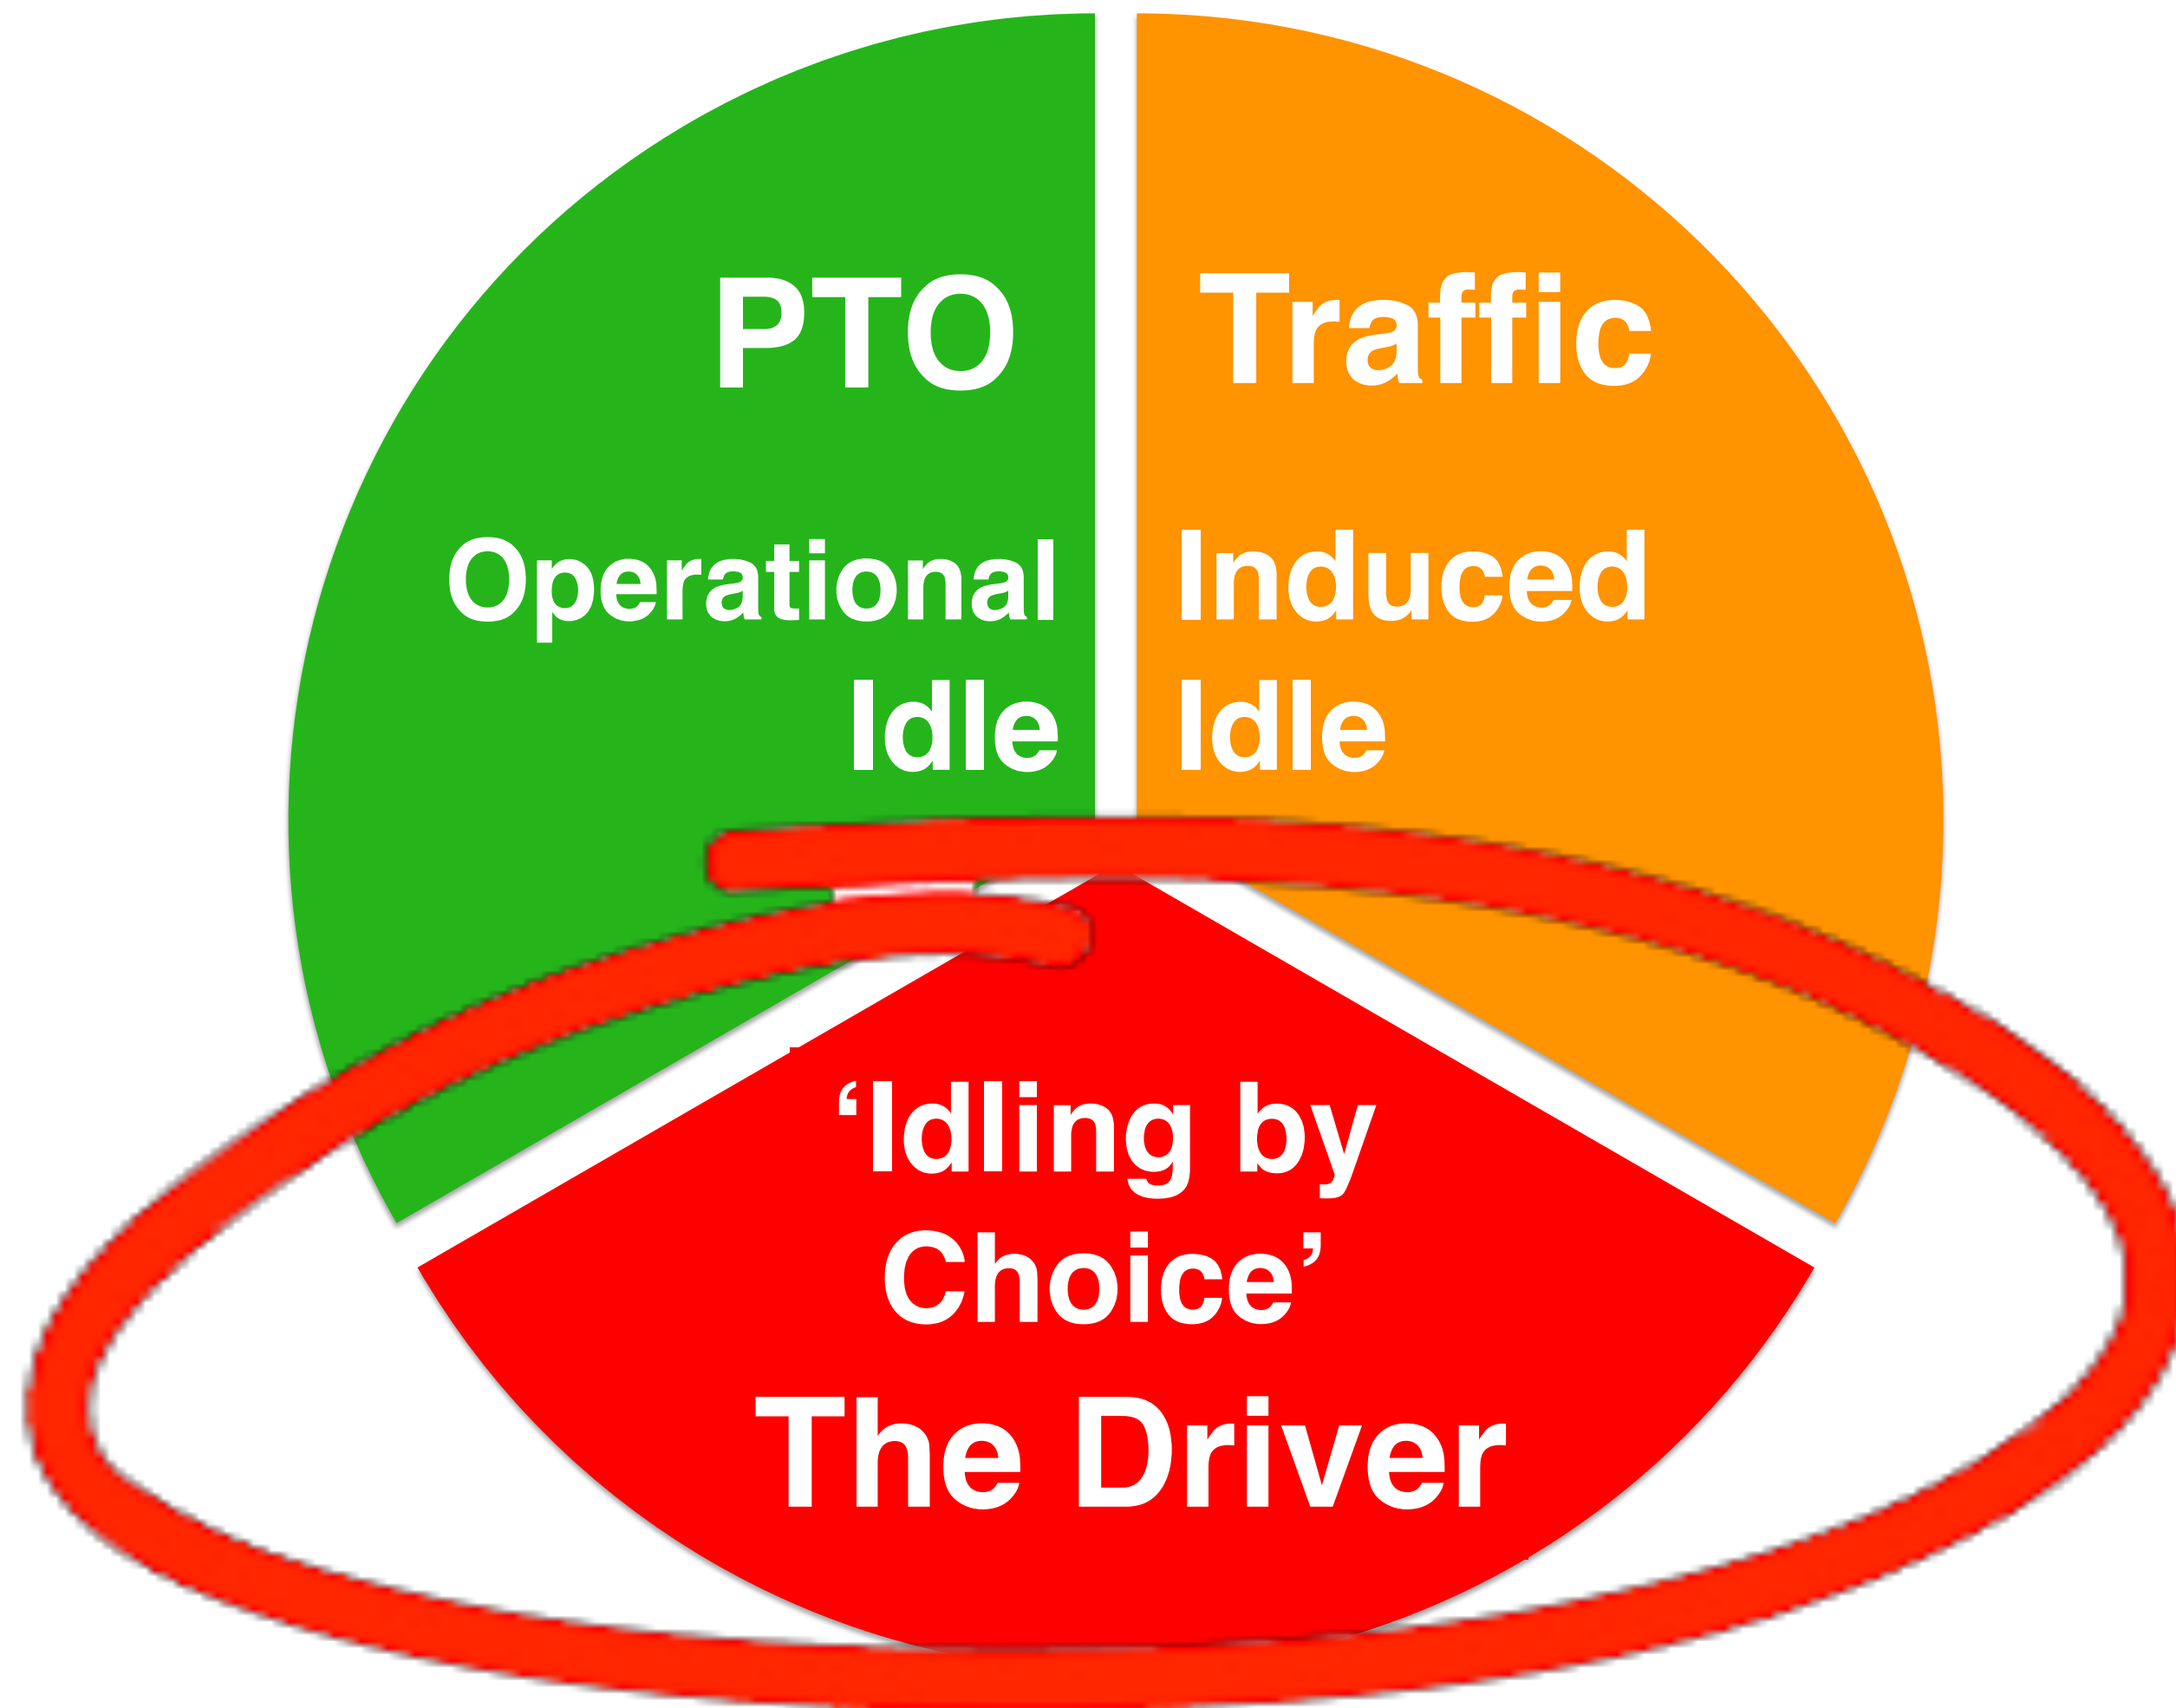 PTO
Operational
Idle
Traffic
Induced
Idle
‘Idling by
Choice’
The Driver